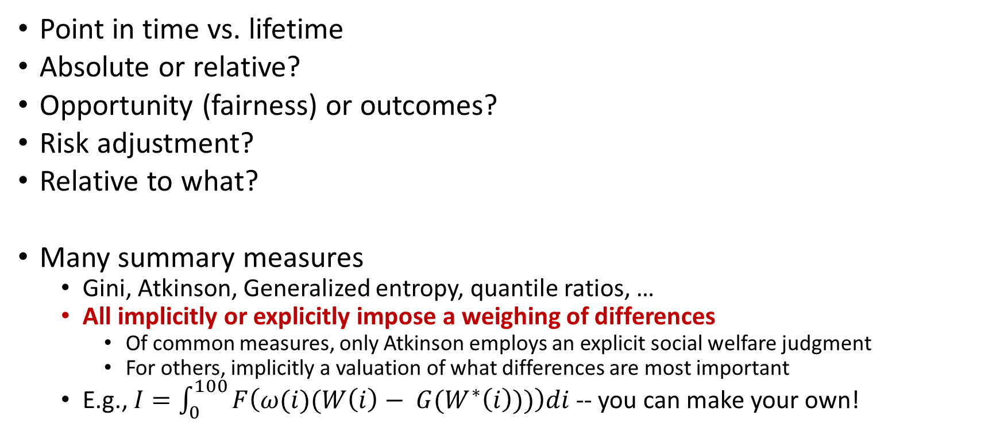 • Point in time vs. lifetime
• Absolute or relative?
• Opportunity (fairness) or outcomes?
• Risk adjustment?
• Relative to what?
• Many summary measures
• Gini, Atkinson, Generalized entropy, quantile ratios, …
• All implicitly or explicitly impose a weighing of differences
• Of common measures, only Atkinson employs an explicit social welfare judgment
• For others, implicitly a valuation of what differences are most important
• E.g., 𝐼 = ∫₀¹⁰⁰ 𝐹(𝜔(𝑖)(𝑊(𝑖) − 𝐺(𝑊*(𝑖))))𝑑𝑖 -- you can make your own!